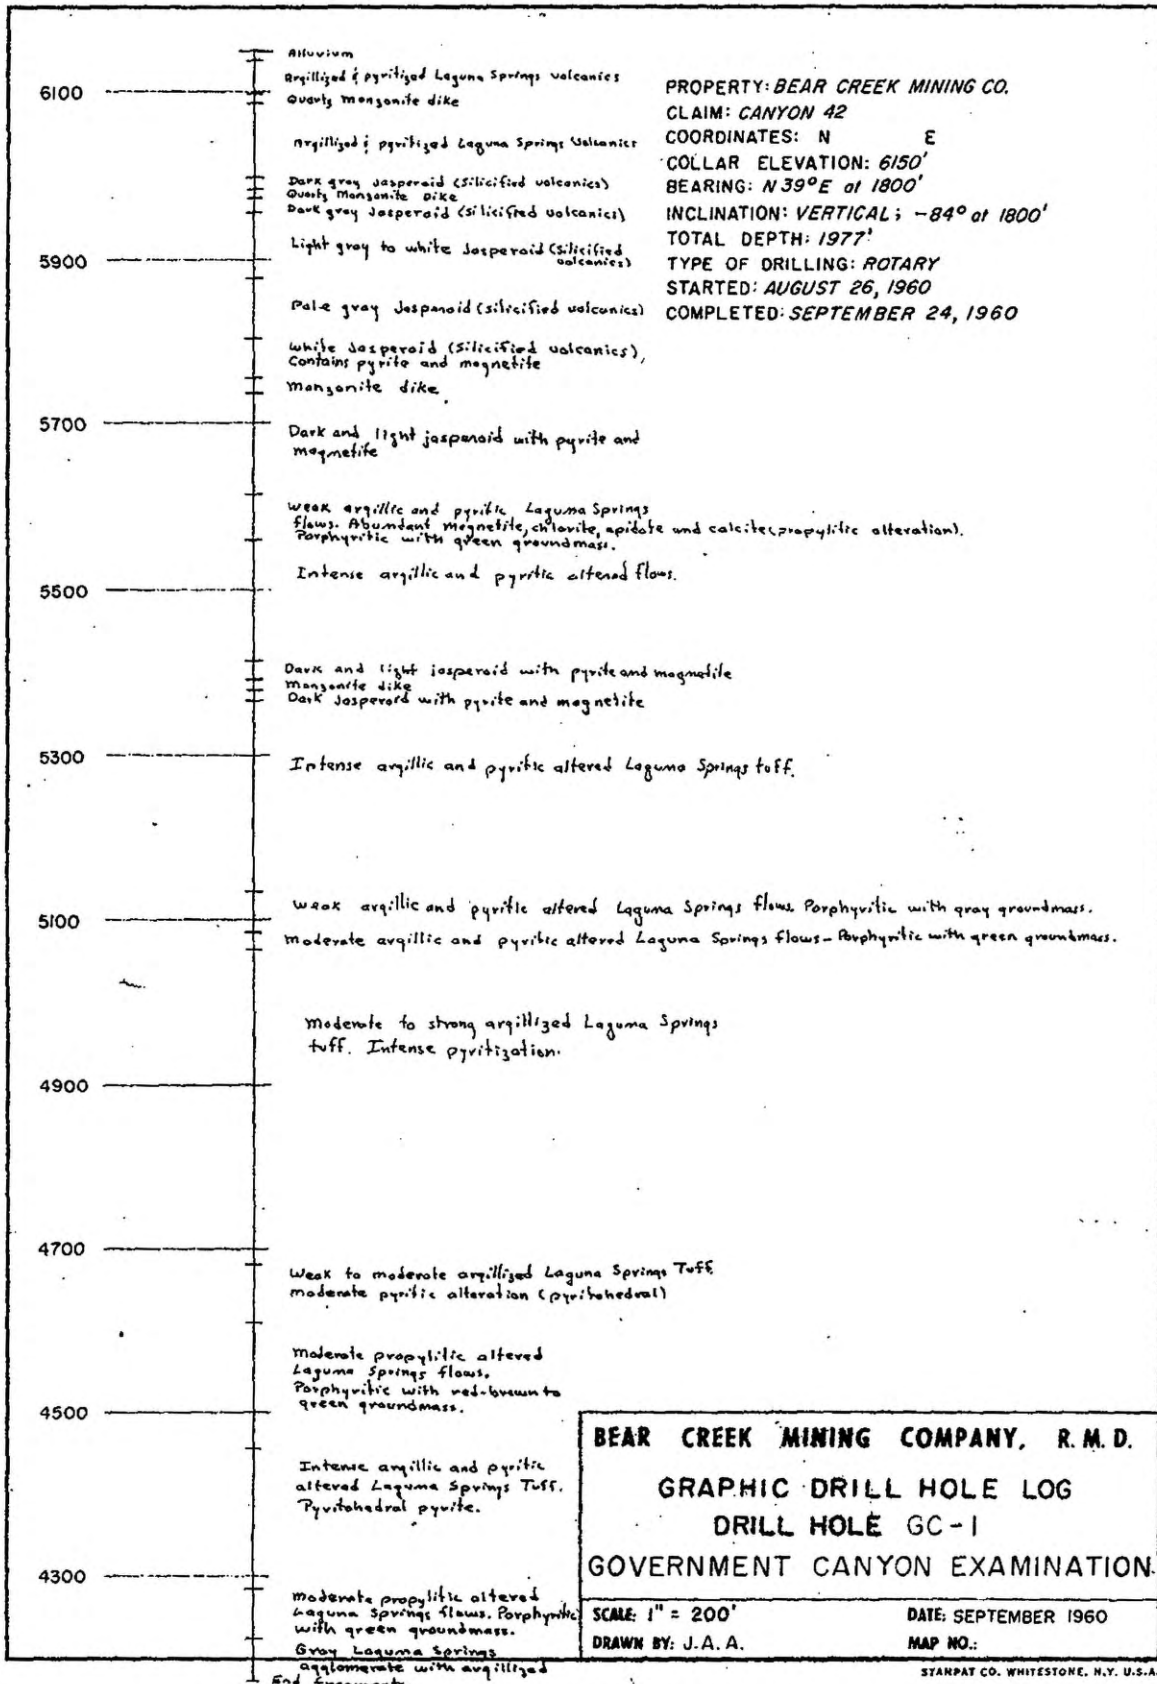 Alluvium
6100
Argillized & pyritized Laguna Springs volcanics
Quartz Monzonite dike
Argillized & pyritized Laguna Springs Volcanics
Dark gray Jasperoid (Silicified volcanics)
Quartz Monzonite Dike
Dark gray Jasperoid (Silicified volcanics)
5900
Light gray to white Jasperoid (Silicified
volcanics)
Pale gray Jasperoid (silicified volcanics)
White Jasperoid (Silicified volcanics),
Contains pyrite and magnetite
Monzonite dike
5700
Dark and light jasperoid with pyrite and
magnetite
Weak argillic and pyritic Laguna Springs
flows. Abundant magnetite, chlorite, epidote and calcite (propylitic alteration).
Porphyritic with green groundmass.
5500
Intense argillic and pyritic altered flows.
Dark and light jasperoid with pyrite and magnetite
Monzonite dike
Dark Jasperoid with pyrite and magnetite
5300
Intense argillic and pyritic altered Laguna Springs tuff.
Weak argillic and pyritic altered Laguna Springs flows. Porphyritic with gray groundmass.
5100
Moderate argillic and pyritic altered Laguna Springs flows - Porphyritic with green groundmass.
Moderate to strong argillized Laguna Springs
tuff. Intense pyritization.
4900
4700
Weak to moderate argillized Laguna Springs Tuff
moderate pyritic alteration (pyritohedral)
Moderate propylitic altered
Laguna Springs flows.
Porphyritic with red-brown to
green groundmass.
4500
Intense argillic and pyritic
altered Laguna Springs Tuff.
Pyritohedral pyrite.
4300
Moderate propylitic altered
Laguna Springs flows. Porphyritic
with green groundmass.
Gray Laguna Springs
agglomerate with argillized
End fragments
PROPERTY: BEAR CREEK MINING CO.
CLAIM: CANYON 42
COORDINATES: N E
COLLAR ELEVATION: 6150'
BEARING: N 39° E at 1800'
INCLINATION: VERTICAL; -84° at 1800'
TOTAL DEPTH: 1977'
TYPE OF DRILLING: ROTARY
STARTED: AUGUST 26, 1960
COMPLETED: SEPTEMBER 24, 1960
BEAR CREEK MINING COMPANY, R.M.D.
GRAPHIC DRILL HOLE LOG
DRILL HOLE GC-1
GOVERNMENT CANYON EXAMINATION
SCALE: 1" = 200'
DATE: SEPTEMBER 1960
DRAWN BY: J.A.A.
MAP NO.:
STANPAT CO. WHITESTONE, N.Y. U.S.A.